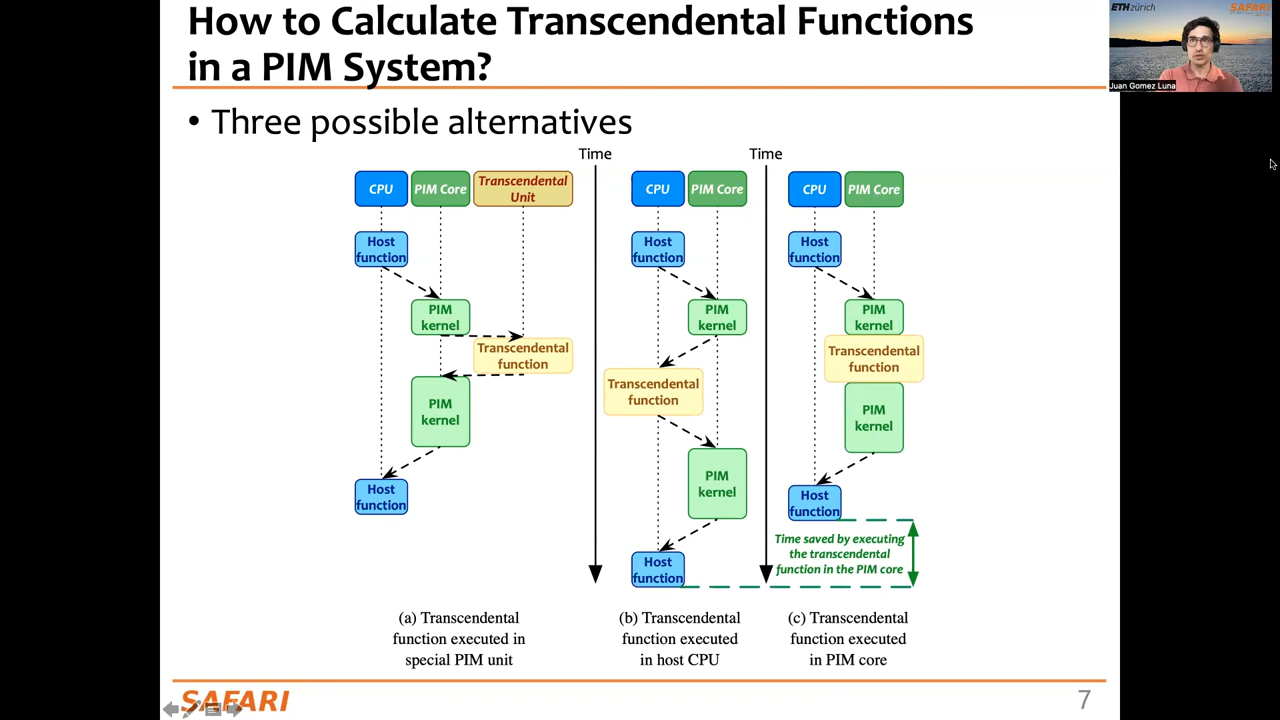 How to Calculate Transcendental Functions
in a PIM System?
• Three possible alternatives
ETHzürich
SAFARI
Juan Gomez Luna
CPU
PIM Core
Transcendental
Unit
Host
function
PIM
kernel
Transcendental
function
PIM
kernel
Host
function
(a) Transcendental
function executed in
special PIM unit
Time
CPU
PIM Core
Host
function
PIM
kernel
Transcendental
function
PIM
kernel
Host
function
(b) Transcendental
function executed
in host CPU
Time
CPU
PIM Core
Host
function
PIM
kernel
Transcendental
function
PIM
kernel
Host
function
Time saved by executing
the transcendental
function in the PIM core
(c) Transcendental
function executed
in PIM core
SAFARI
7